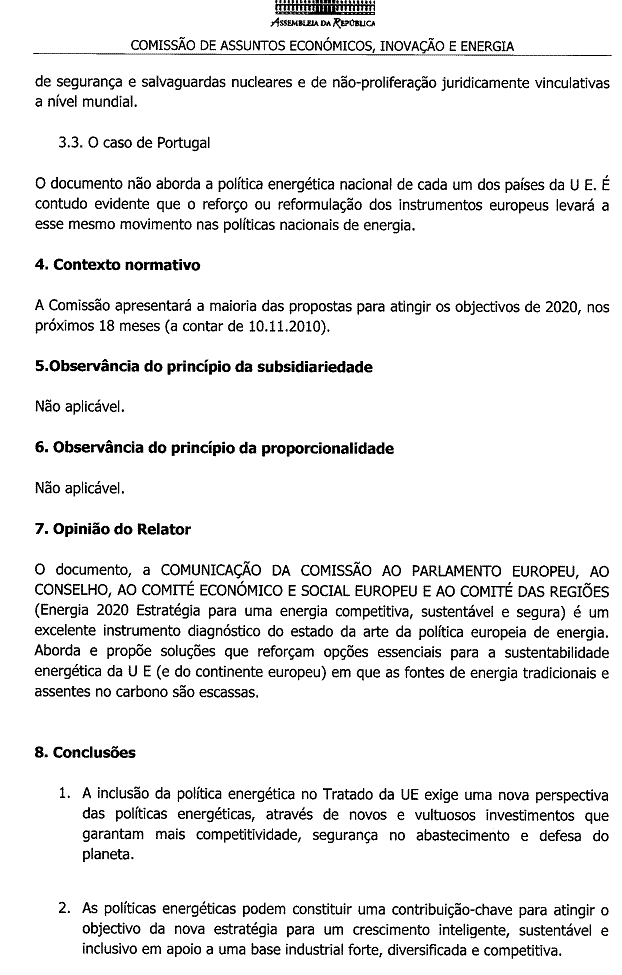 ASSEMBLEIA DA REPÚBLICA
COMISSÃO DE ASSUNTOS ECONÓMICOS, INOVAÇÃO E ENERGIA
de segurança e salvaguardas nucleares e de não-proliferação juridicamente vinculativas
a nível mundial.
3.3. O caso de Portugal
O documento não aborda a política energética nacional de cada um dos países da U E. É
contudo evidente que o reforço ou reformulação dos instrumentos europeus levará a
esse mesmo movimento nas políticas nacionais de energia.
4. Contexto normativo
A Comissão apresentará a maioria das propostas para atingir os objectivos de 2020, nos
próximos 18 meses (a contar de 10.11.2010).
5.Observância do princípio da subsidiariedade
Não aplicável.
6. Observância do princípio da proporcionalidade
Não aplicável.
7. Opinião do Relator
O documento, a COMUNICAÇÃO DA COMISSÃO AO PARLAMENTO EUROPEU, AO
CONSELHO, AO COMITÉ ECONÓMICO E SOCIAL EUROPEU E AO COMITÉ DAS REGIÕES
(Energia 2020 Estratégia para uma energia competitiva, sustentável e segura) é um
excelente instrumento diagnóstico do estado da arte da política europeia de energia.
Aborda e propõe soluções que reforçam opções essenciais para a sustentabilidade
energética da U E (e do continente europeu) em que as fontes de energia tradicionais e
assentes no carbono são escassas.
8. Conclusões
1. A inclusão da política energética no Tratado da UE exige uma nova perspectiva
das políticas energéticas, através de novos e vultuosos investimentos que
garantam mais competitividade, segurança no abastecimento e defesa do
planeta.
2. As políticas energéticas podem constituir uma contribuição-chave para atingir o
objectivo da nova estratégia para um crescimento inteligente, sustentável e
inclusivo em apoio a uma base industrial forte, diversificada e competitiva.